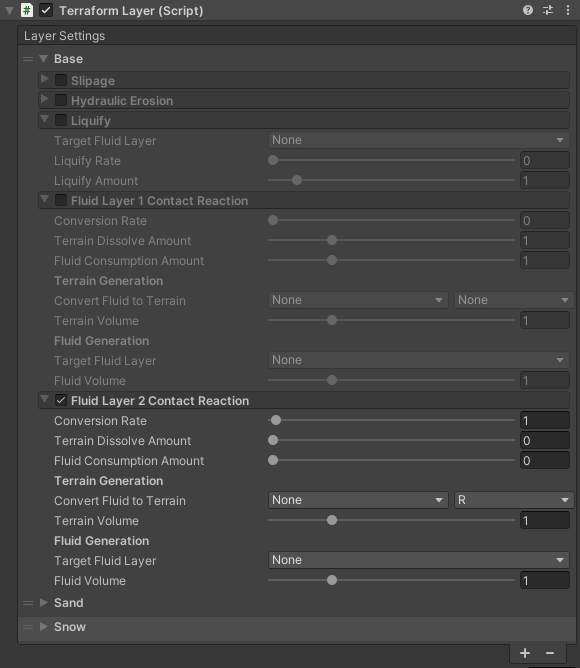 # Terraform Layer (Script)
Layer Settings
Base
Slipage
Hydraulic Erosion
Liquify
Target Fluid Layer None
Liquify Rate 0
Liquify Amount 1
Fluid Layer 1 Contact Reaction
Conversion Rate 0
Terrain Dissolve Amount 1
Fluid Consumption Amount 1
Terrain Generation
Convert Fluid to Terrain None None
Terrain Volume 1
Fluid Generation
Target Fluid Layer None
Fluid Volume 1
Fluid Layer 2 Contact Reaction
Conversion Rate 1
Terrain Dissolve Amount 0
Fluid Consumption Amount 0
Terrain Generation
Convert Fluid to Terrain None R
Terrain Volume 1
Fluid Generation
Target Fluid Layer None
Fluid Volume 1
Sand
Snow
+ −